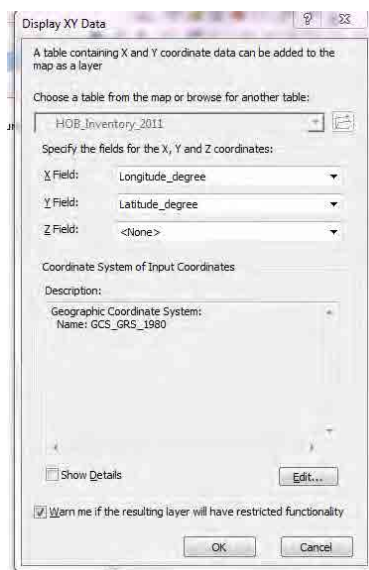 Display XY Data
A table containing X and Y coordinate data can be added to the
map as a layer
Choose a table from the map or browse for another table:
HOB_Inventory_2011
Specify the fields for the X, Y and Z coordinates:
X Field: Longitude_degree
Y Field: Latitude_degree
Z Field: <None>
Coordinate System of Input Coordinates
Description:
Geographic Coordinate System:
Name: GCS_GRS_1980
Show Details
Edit...
Warn me if the resulting layer will have restricted functionality
OK Cancel